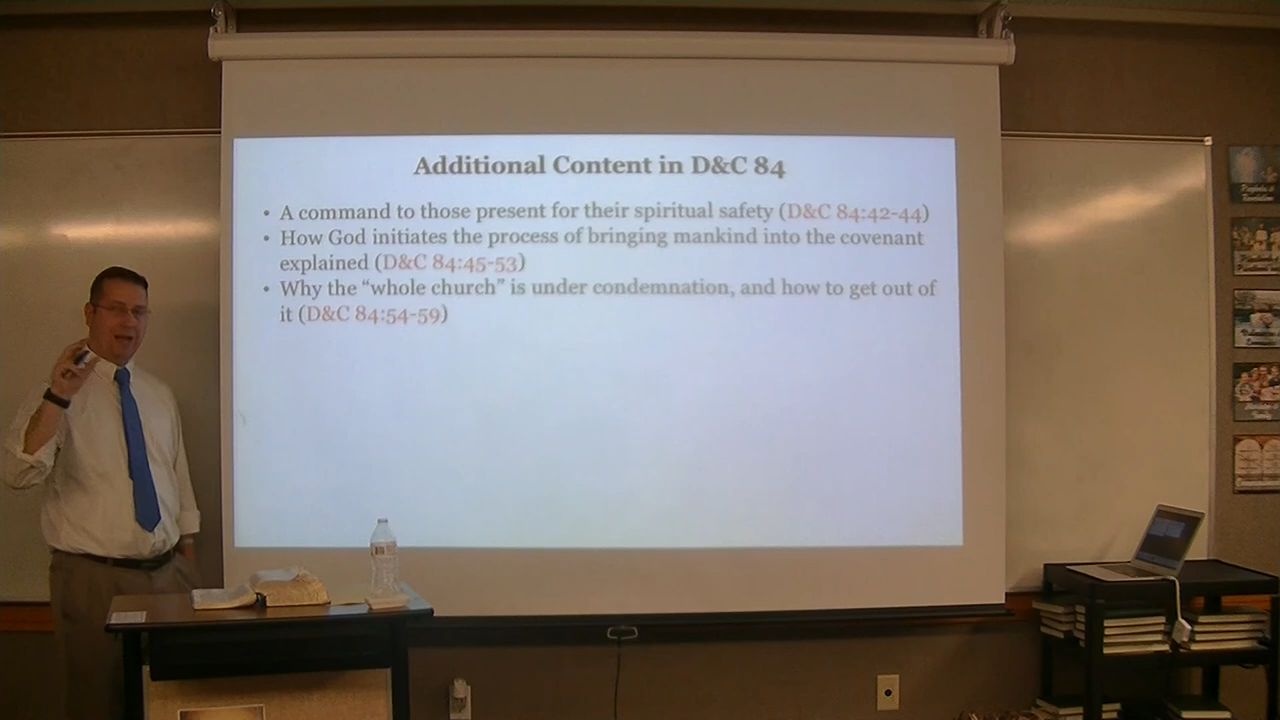 Additional Content in D&C 84
• A command to those present for their spiritual safety (D&C 84:42-44)
• How God initiates the process of bringing mankind into the covenant
explained (D&C 84:45-53)
• Why the “whole church” is under condemnation, and how to get out of
it (D&C 84:54-59)